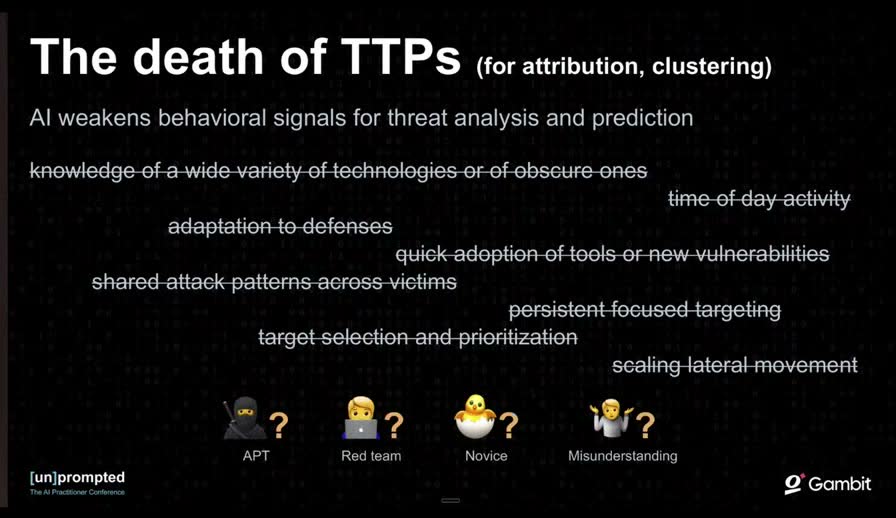 The death of TTPs (for attribution, clustering)
AI weakens behavioral signals for threat analysis and prediction
knowledge of a wide variety of technologies or of obscure ones
time of day activity
adaptation to defenses
quick adoption of tools or new vulnerabilities
shared attack patterns across victims
persistent focused targeting
target selection and prioritization
scaling lateral movement
? ? ? ?
APT Red team Novice Misunderstanding
[un]prompted
The AI Practitioner Conference
Gambit